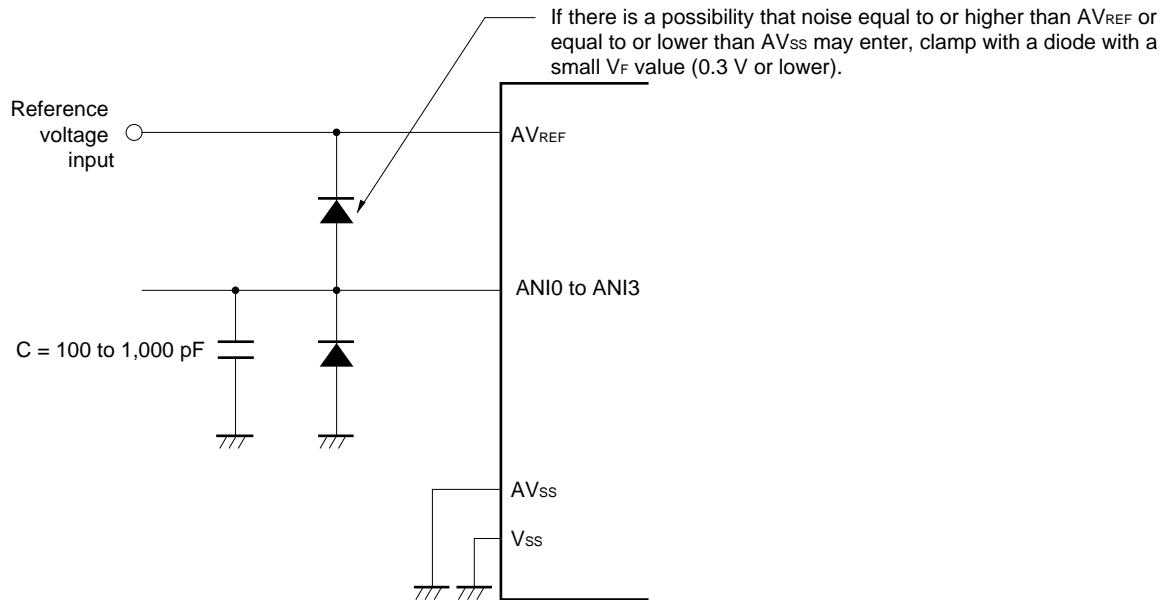 If there is a possibility that noise equal to or higher than AVREF or
equal to or lower than AVSS may enter, clamp with a diode with a
small VF value (0.3 V or lower).
Reference
voltage
input
AVREF
ANI0 to ANI3
C = 100 to 1,000 pF
AVSS
VSS